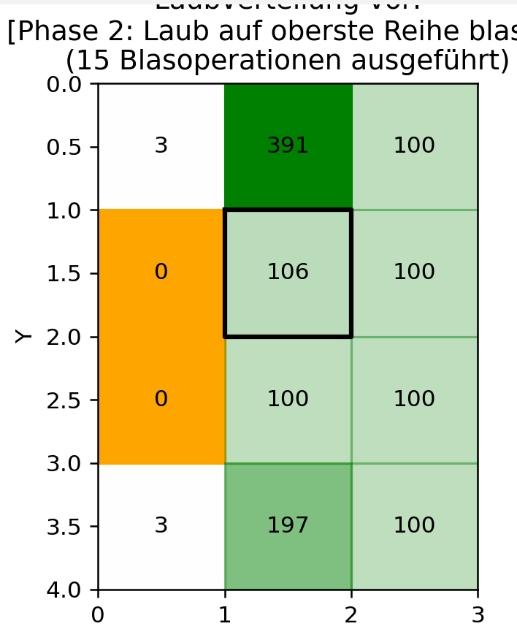 Laubverteilung vor:
[Phase 2: Laub auf oberste Reihe blas
(15 Blasoperationen ausgeführt)
0.0
0.5 3 391 100
1.0
1.5 0 106 100
Y
2.0
2.5 0 100 100
3.0
3.5 3 197 100
4.0
0 1 2 3